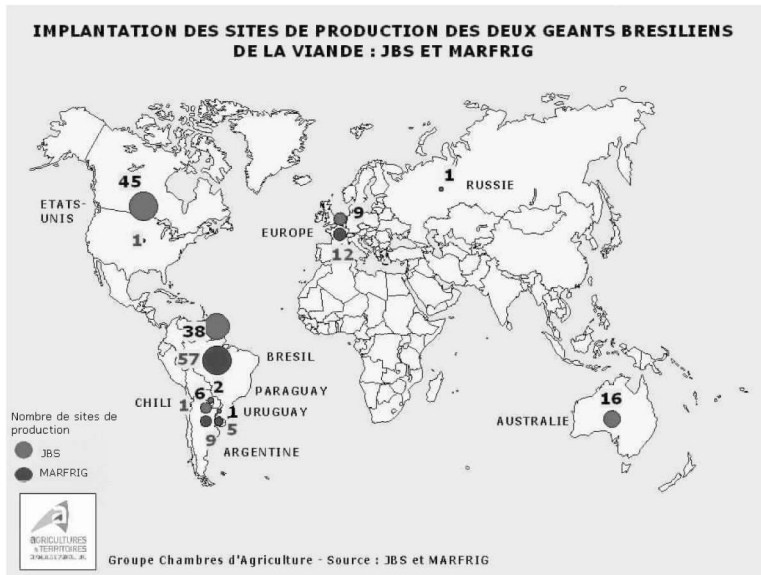 IMPLANTATION DES SITES DE PRODUCTION DES DEUX GEANTS BRESILIENS
DE LA VIANDE : JBS ET MARFRIG
45
ETATS-
UNIS
1
1
RUSSIE
9
EUROPE
12
38
57
BRESIL
2
6
PARAGUAY
CHILI
1
1
URUGUAY
5
9
ARGENTINE
16
AUSTRALIE
Nombre de sites de
production
JBS
MARFRIG
AGRICULTURES
& TERRITOIRES
Groupe Chambres d'Agriculture - Source : JBS et MARFRIG